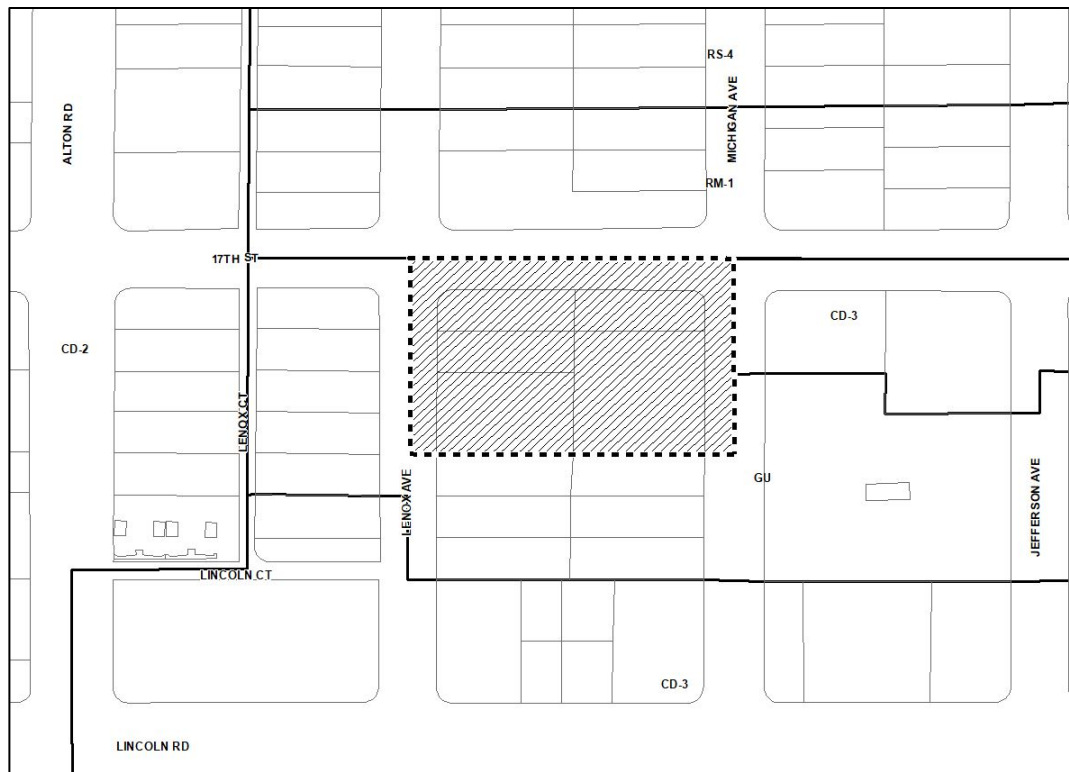 RS-4
ALTON RD
MICHIGAN AVE
RM-1
17TH ST
CD-3
CD-2
LENOX CT
LENOX AVE
GU
JEFFERSON AVE
LINCOLN CT
CD-3
LINCOLN RD